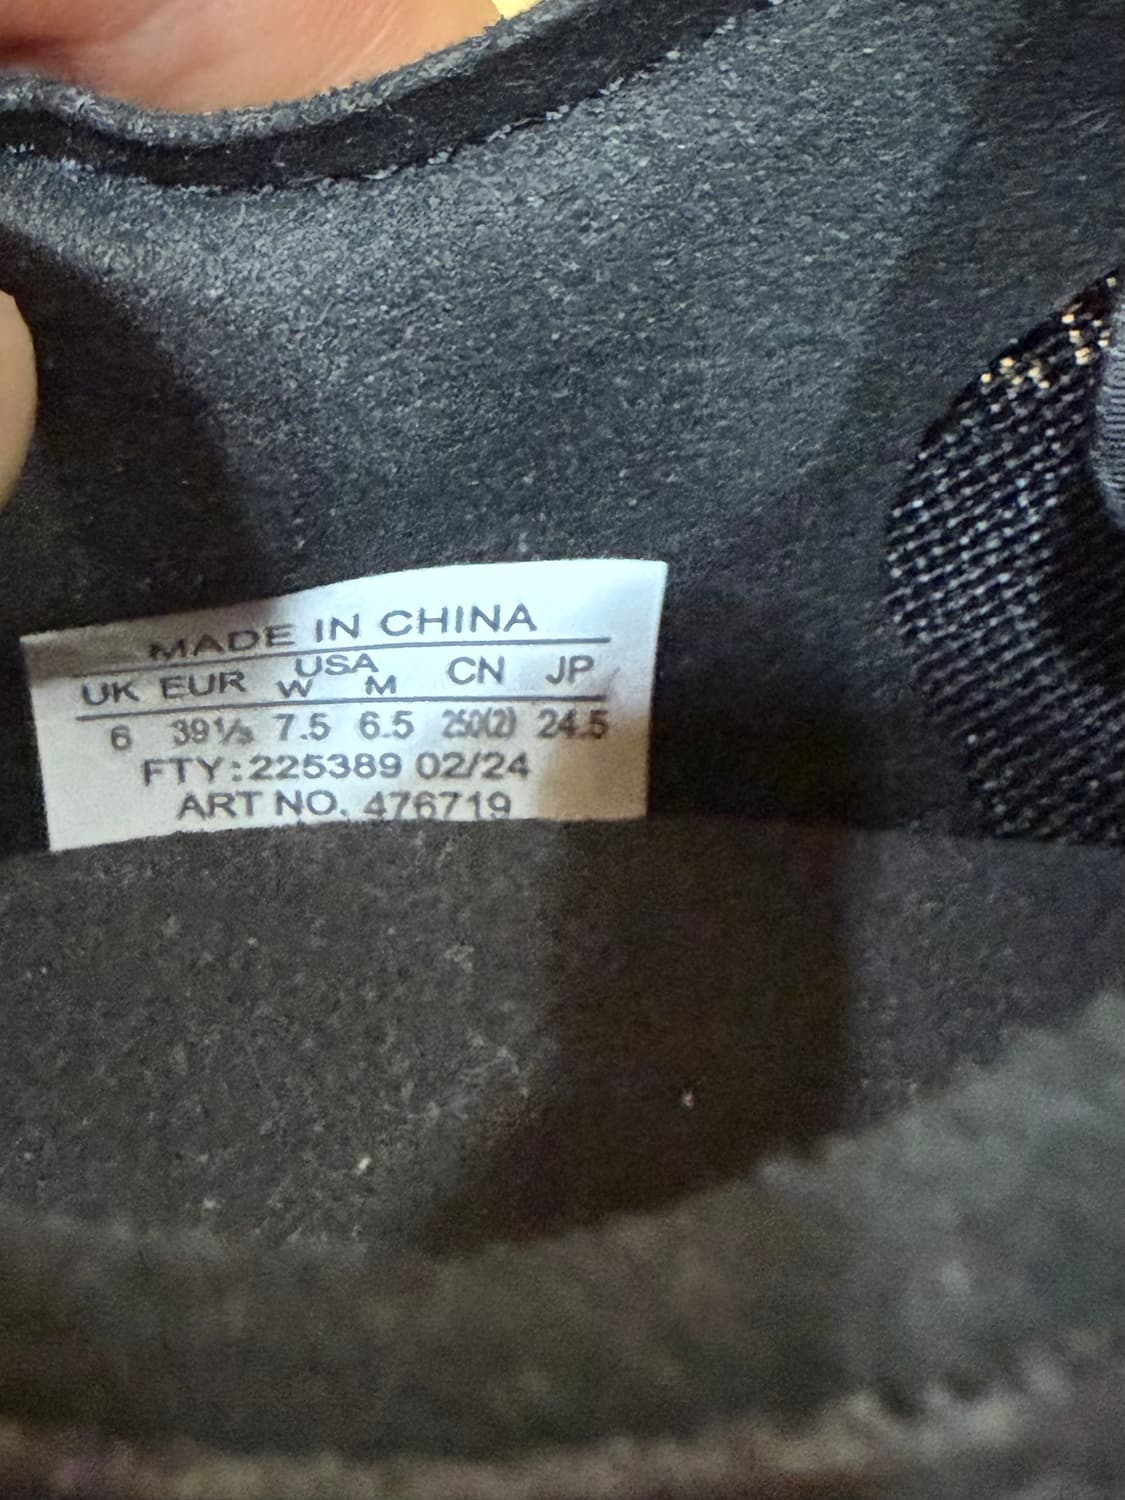 MADE IN CHINA
UK EUR USA W M CN JP
6 39⅓ 7.5 6.5 250(2) 24.5
FTY:225389 02/24
ART NO. 476719